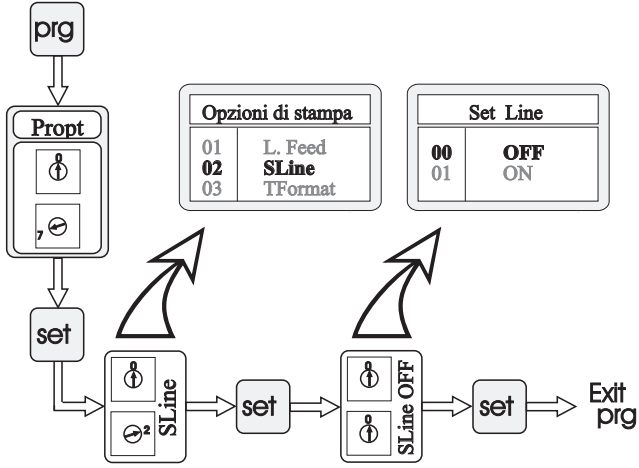 prg
Propt
0
7
set
Opzioni di stampa
01 L. Feed
02 SLine
03 TFormat
Set Line
00 OFF
01 ON
0
2
SLine
set
0
0
SLine OFF
set
Exit
prg